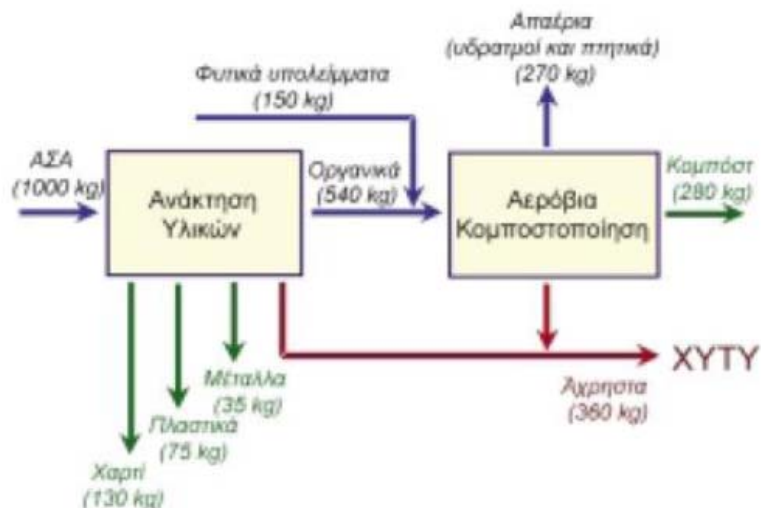 Απαέρια
(υδρατμοί και πτητικά)
(270 kg)
Φυτικά υπολείμματα
(150 kg)
ΑΣΑ
(1000 kg)
Ανάκτηση
Υλικών
Οργανικά
(540 kg)
Αερόβια
Κομποστοποίηση
Κομπόστ
(280 kg)
ΧΥΤΥ
Άχρηστα
(360 kg)
Μέταλλα
(35 kg)
Πλαστικά
(75 kg)
Χαρτί
(130 kg)